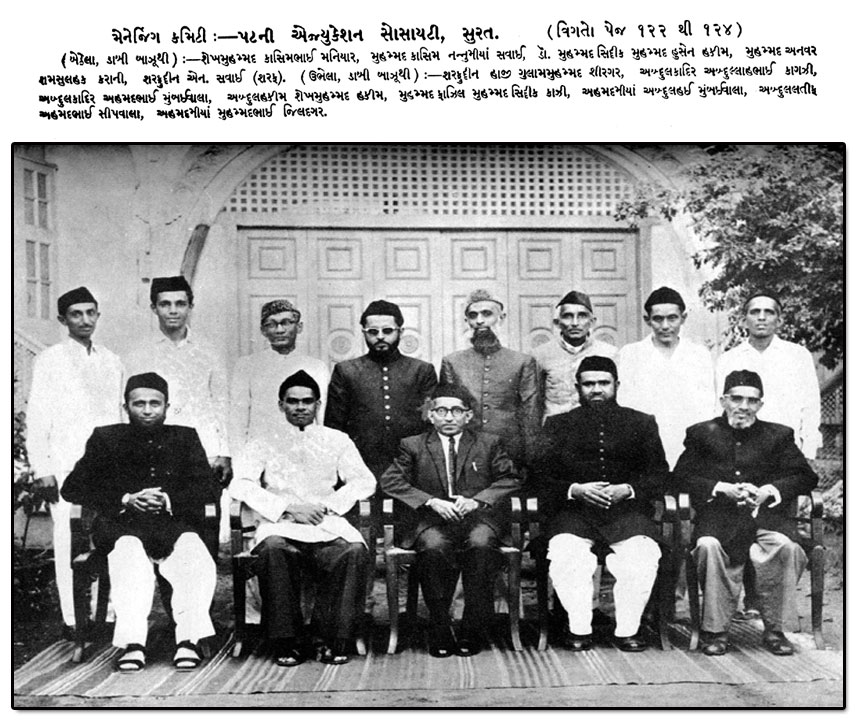 મેનેજિંગ કમિટી :—પટની એજ્યુકેશન સોસાયટી, સુરત. (વિગતો પેજ ૧૨૨ થી ૧૨૪)
(બેઠેલા, ડાબી બાજૂથી) :—શેખમુહમ્મદ કાસિમભાઈ મનિયાર, મુહમ્મદ કાસિમ નન્નુમીયાં સવાઈ, ડૉ. મુહમ્મદ સિદ્દીક મુહમ્મદ હુસેન હકીમ, મુહમ્મદ અનવર
શમસુલહક કરાની, શરફુદ્દીન એન. સવાઈ (શરફ). (ઉભેલા, ડાબી બાજૂથી) :—શરફુદ્દીન હાજી ગુલામમુહમ્મદ શીરગર, અબ્દુલકાદિર અબ્દુલ્લાહભાઈ કાગઝી,
અબ્દુલકાદિર અહમદભાઈ મુંબઈવાલા, અબ્દુલહકીમ શેખમુહમ્મદ હકીમ, મુહમ્મદ ફાઝિલ મુહમ્મદ સિદ્દીક કાઝી, અહમદમીયાં અબ્દુલહઈ મુંબઈવાલા, અબ્દુલલતીફ
અહમદભાઈ સીપવાલા, અહમદમીયાં મુહમ્મદભાઈ જિલદગર.